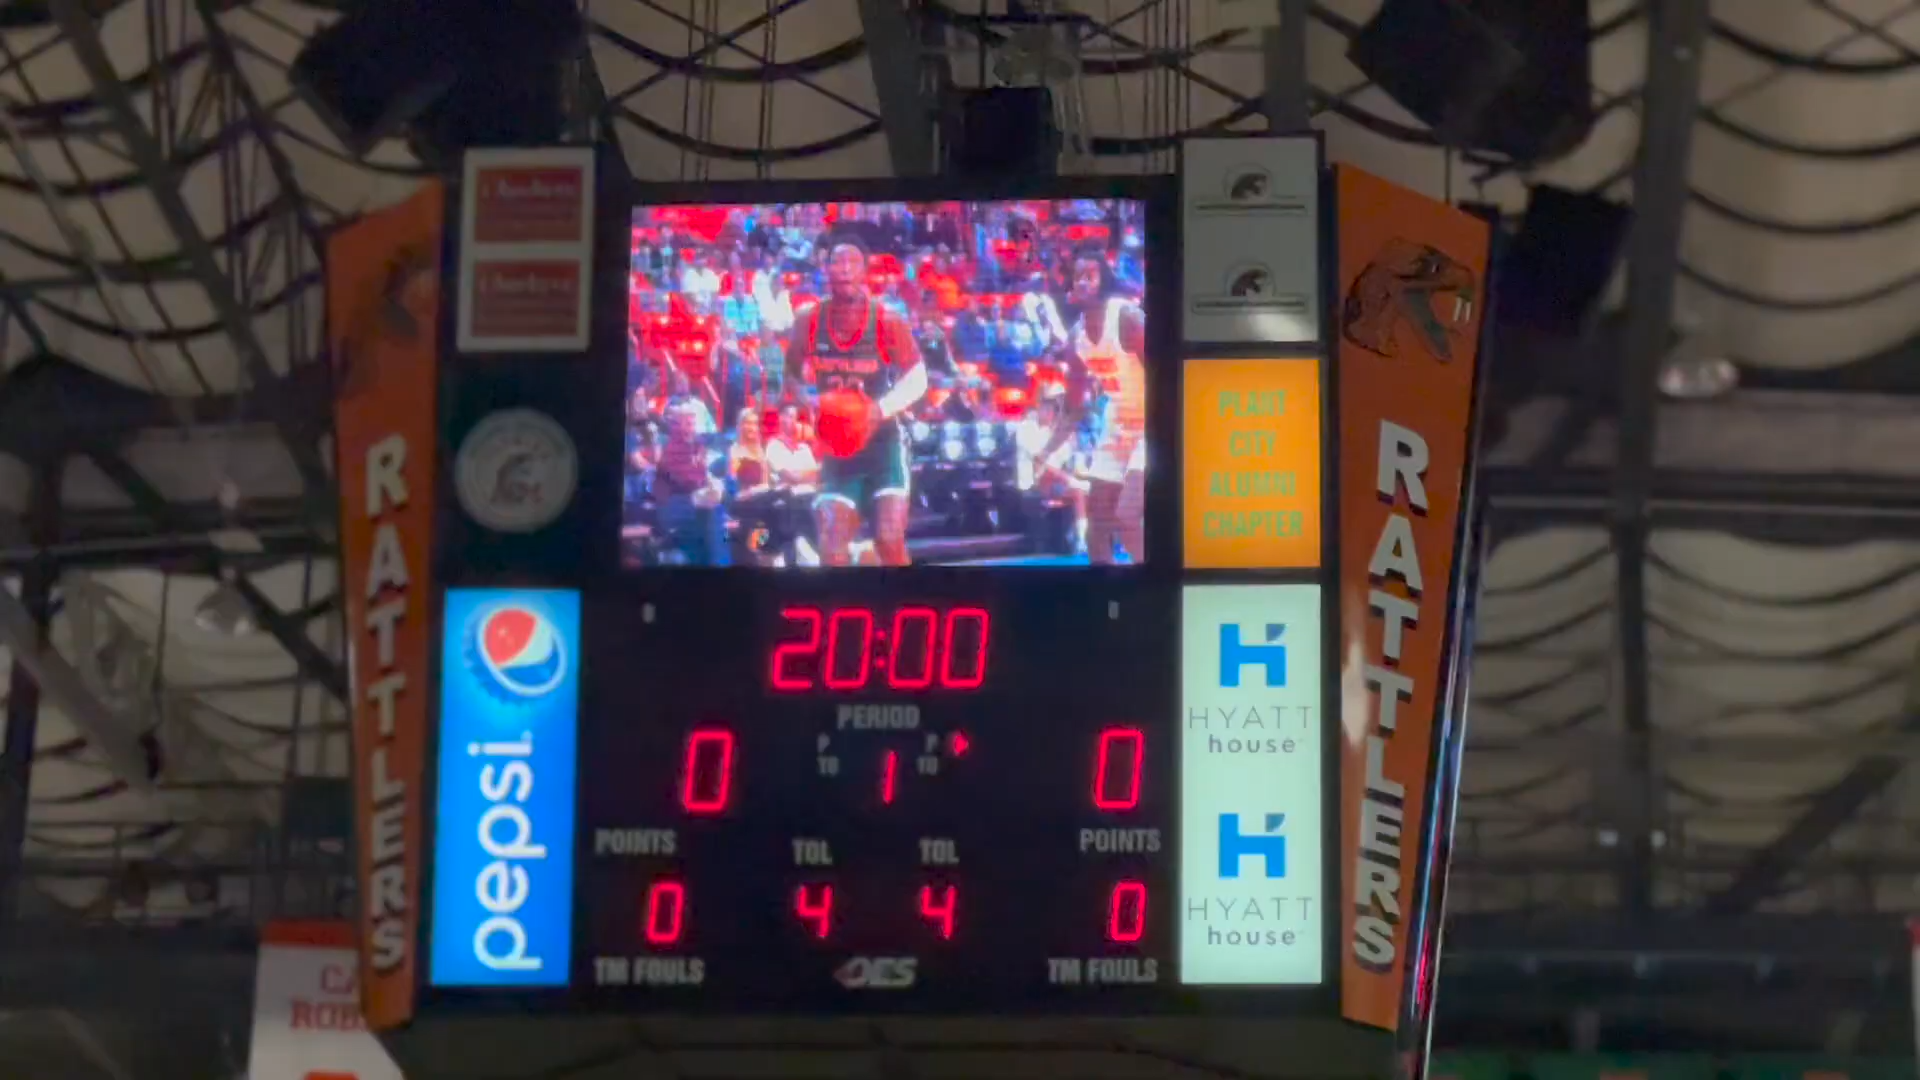 RATTLERS
pepsi
RATTLERS
20:00
PERIOD
0
1
0
POINTS
TOL
TOL
POINTS
0
4
4
0
TM FOULS
OES
TM FOULS
PLANT
CITY
ALUMNI
CHAPTER
HYATT
house
HYATT
house